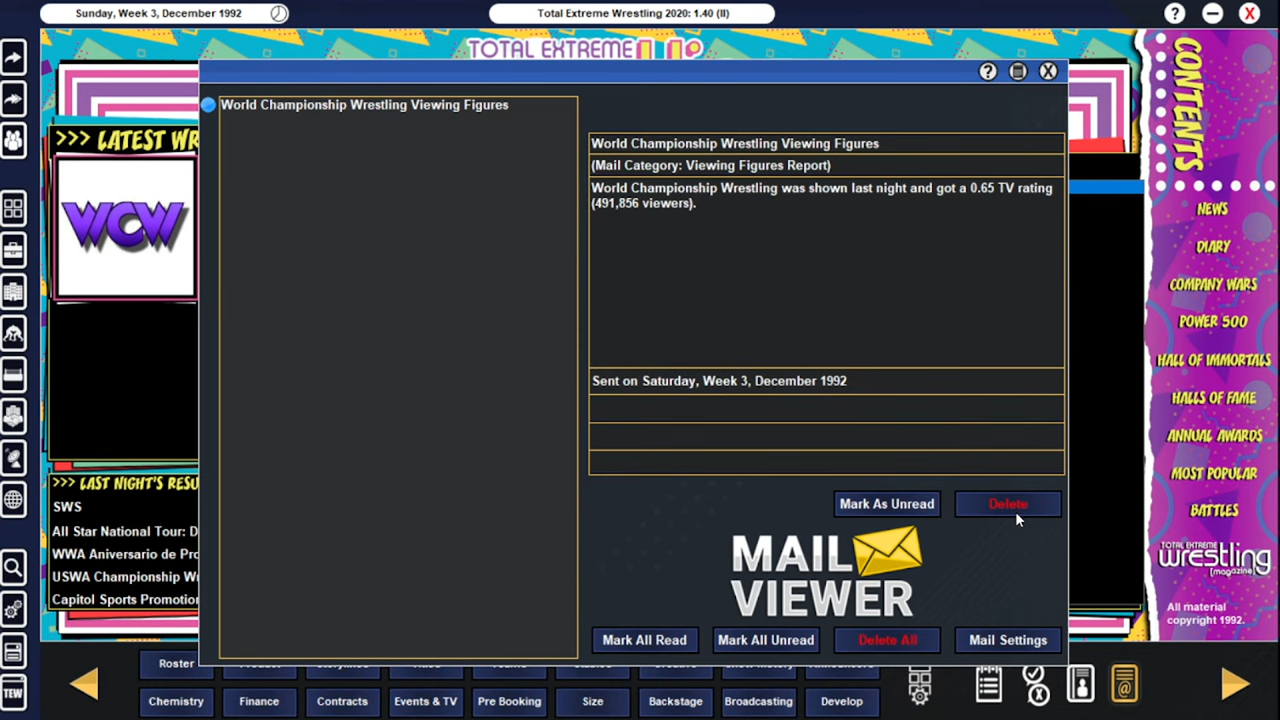 Sunday, Week 3, December 1992
Total Extreme Wrestling 2020: 1.40 (II)
?
X
TOTAL EXTREME
? X
>>> LATEST WR
WCW
World Championship Wrestling Viewing Figures
World Championship Wrestling Viewing Figures
(Mail Category: Viewing Figures Report)
World Championship Wrestling was shown last night and got a 0.65 TV rating
(491,856 viewers).
Sent on Saturday, Week 3, December 1992
Mark As Unread
Delete
MAIL
VIEWER
Mark All Read
Mark All Unread
Delete All
Mail Settings
>>> LAST NIGHT'S RESU
SWS
All Star National Tour: D
WWA Aniversario de Pro
USWA Championship Wr
Capitol Sports Promotion
CONTENTS
NEWS
DIARY
COMPANY WARS
POWER 500
HALL OF IMMORTALS
HALLS OF FAME
ANNUAL AWARDS
MOST POPULAR
BATTLES
TOTAL EXTREME
wrestling
[magazine]
All material
copyright 1992.
TEW
Roster
Chemistry
Finance
Contracts
Events & TV
Pre Booking
Size
Backstage
Broadcasting
Develop
@